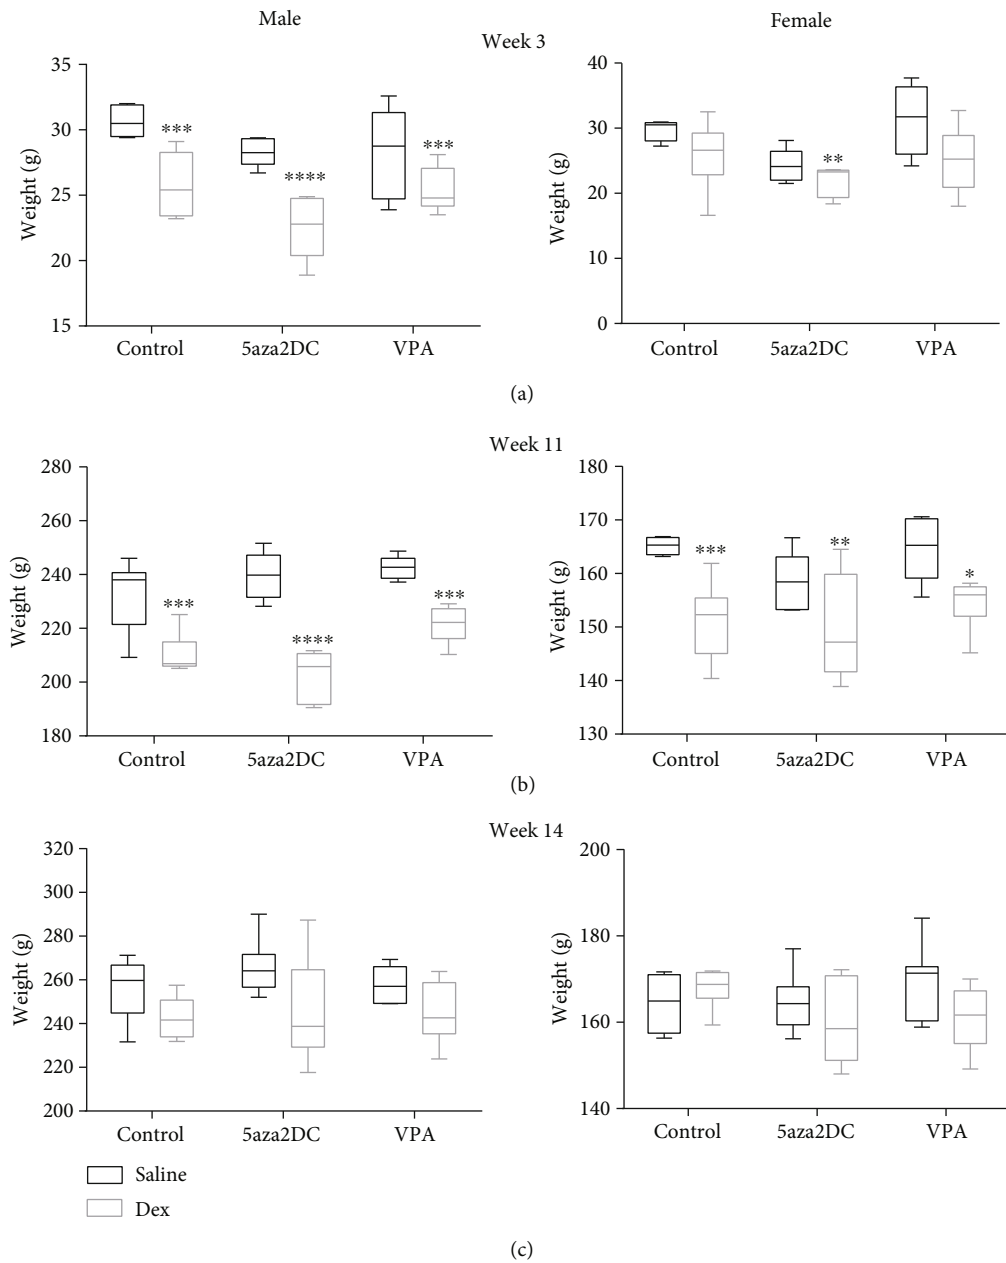 Male
Female
Week 3
35
30
25
20
15
Weight (g)
***
****
***
Control
5aza2DC
VPA
40
30
20
10
0
Weight (g)
**
Control
5aza2DC
VPA
(a)
Week 11
280
260
240
220
200
180
Weight (g)
***
****
***
Control
5aza2DC
VPA
180
170
160
150
140
130
Weight (g)
***
**
*
Control
5aza2DC
VPA
(b)
Week 14
320
300
280
260
240
220
200
Weight (g)
Control
5aza2DC
VPA
200
180
160
140
Weight (g)
Control
5aza2DC
VPA
Saline
Dex
(c)